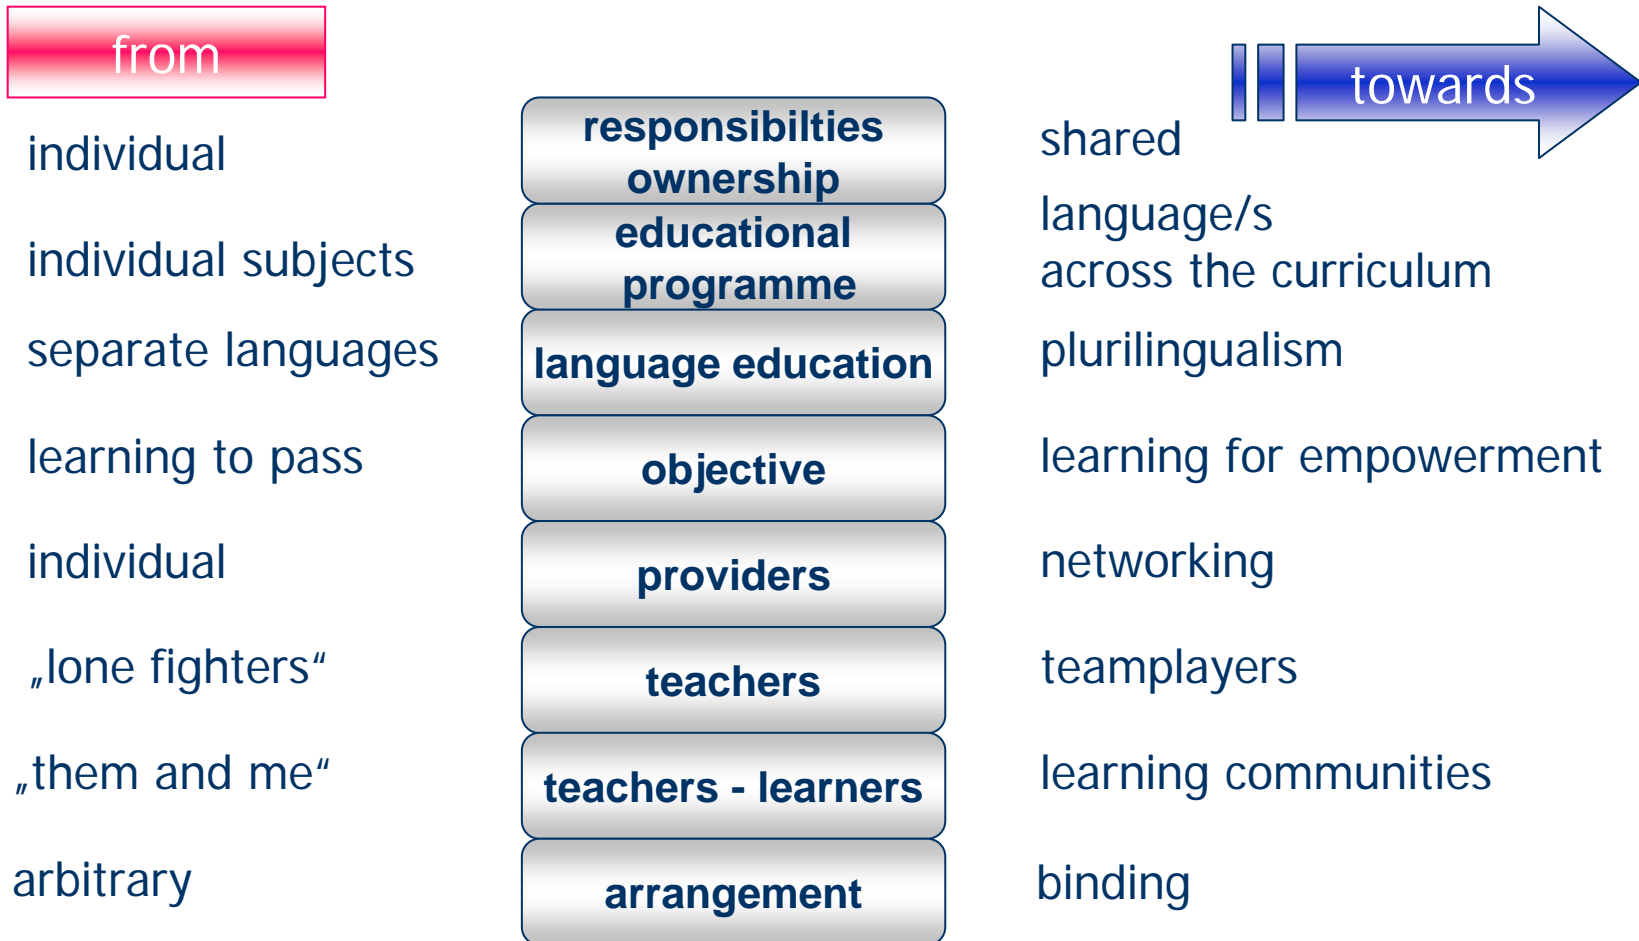 from
towards
individual
responsibilties
ownership
shared
individual subjects
educational
programme
language/s
across the curriculum
separate languages
language education
plurilingualism
learning to pass
objective
learning for empowerment
individual
providers
networking
„lone fighters“
teachers
teamplayers
„them and me“
teachers - learners
learning communities
arbitrary
arrangement
binding